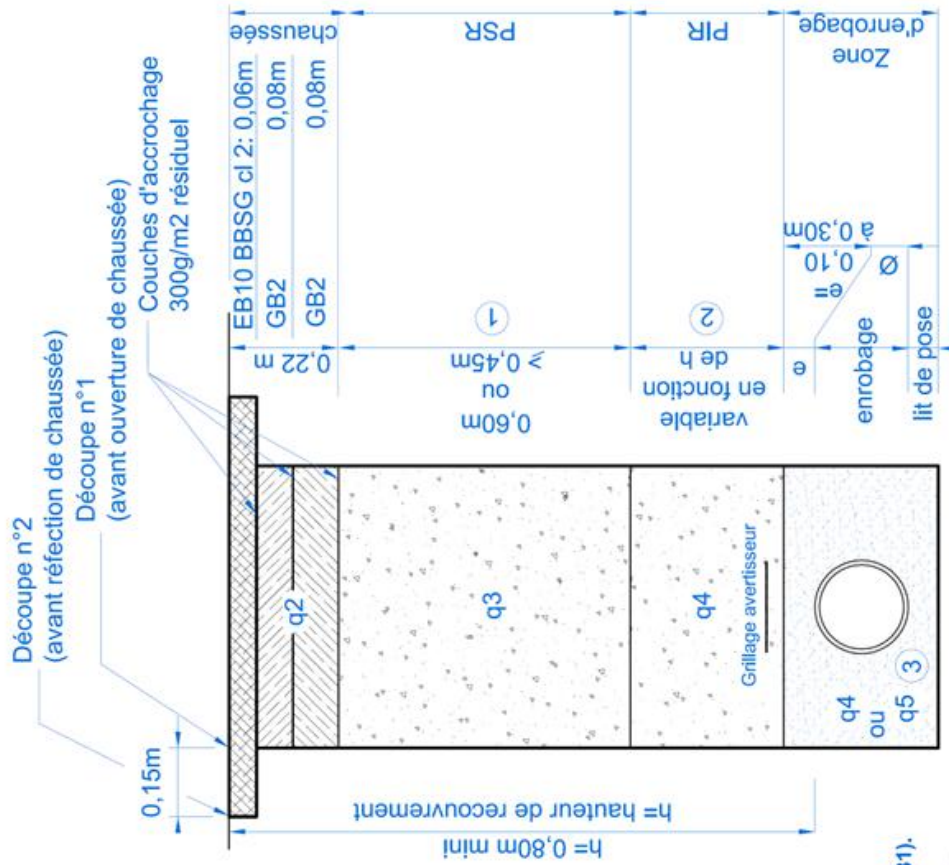 Découpe n°2
(avant réfection de chaussée)
Découpe n°1
(avant ouverture de chaussée)
Couches d'accrochage
300g/m2 résiduel
0,15m
EB10 BBSG cl 2: 0,06m
GB2 0,08m
GB2 0,08m
0,22 m
chaussée
q2
q3
0,60m
ou
⩾ 0,45m
1
PSR
q4
Grillage avertisseur
variable
en fonction
de h
2
PIR
q4
ou
q5
3
e
enrobage
lit de pose
e=
0,10
à 0,30m
Ø
Zone
d'enrobage
h= 0,80m mini
h= hauteur de recouvrement
31).